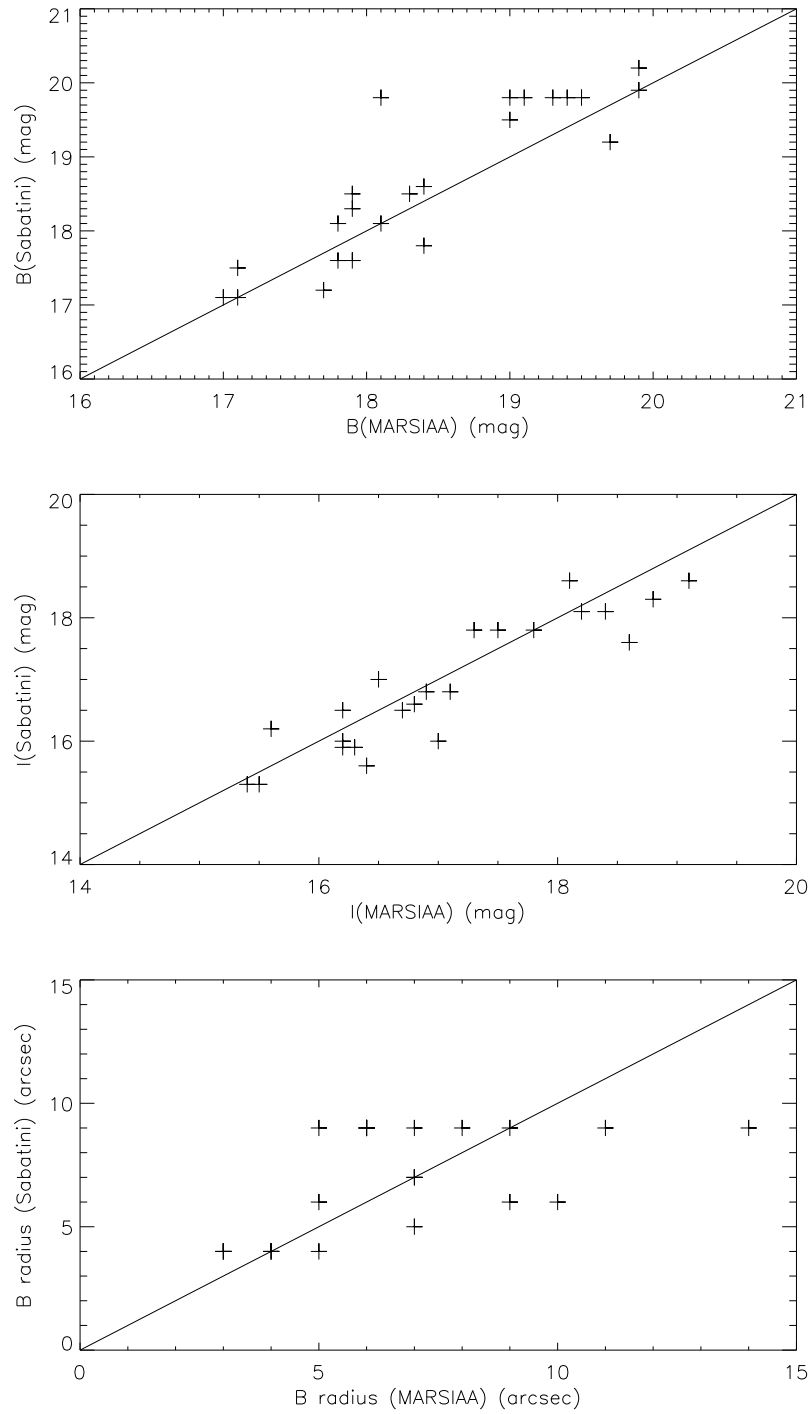 21
20
19
18
17
16
B(Sabatini) (mag)
16 17 18 19 20 21
B(MARSIAA) (mag)
20
18
16
14
I(Sabatini) (mag)
14 16 18 20
I(MARSIAA) (mag)
15
10
5
0
B radius (Sabatini) (arcsec)
0 5 10 15
B radius (MARSIAA) (arcsec)